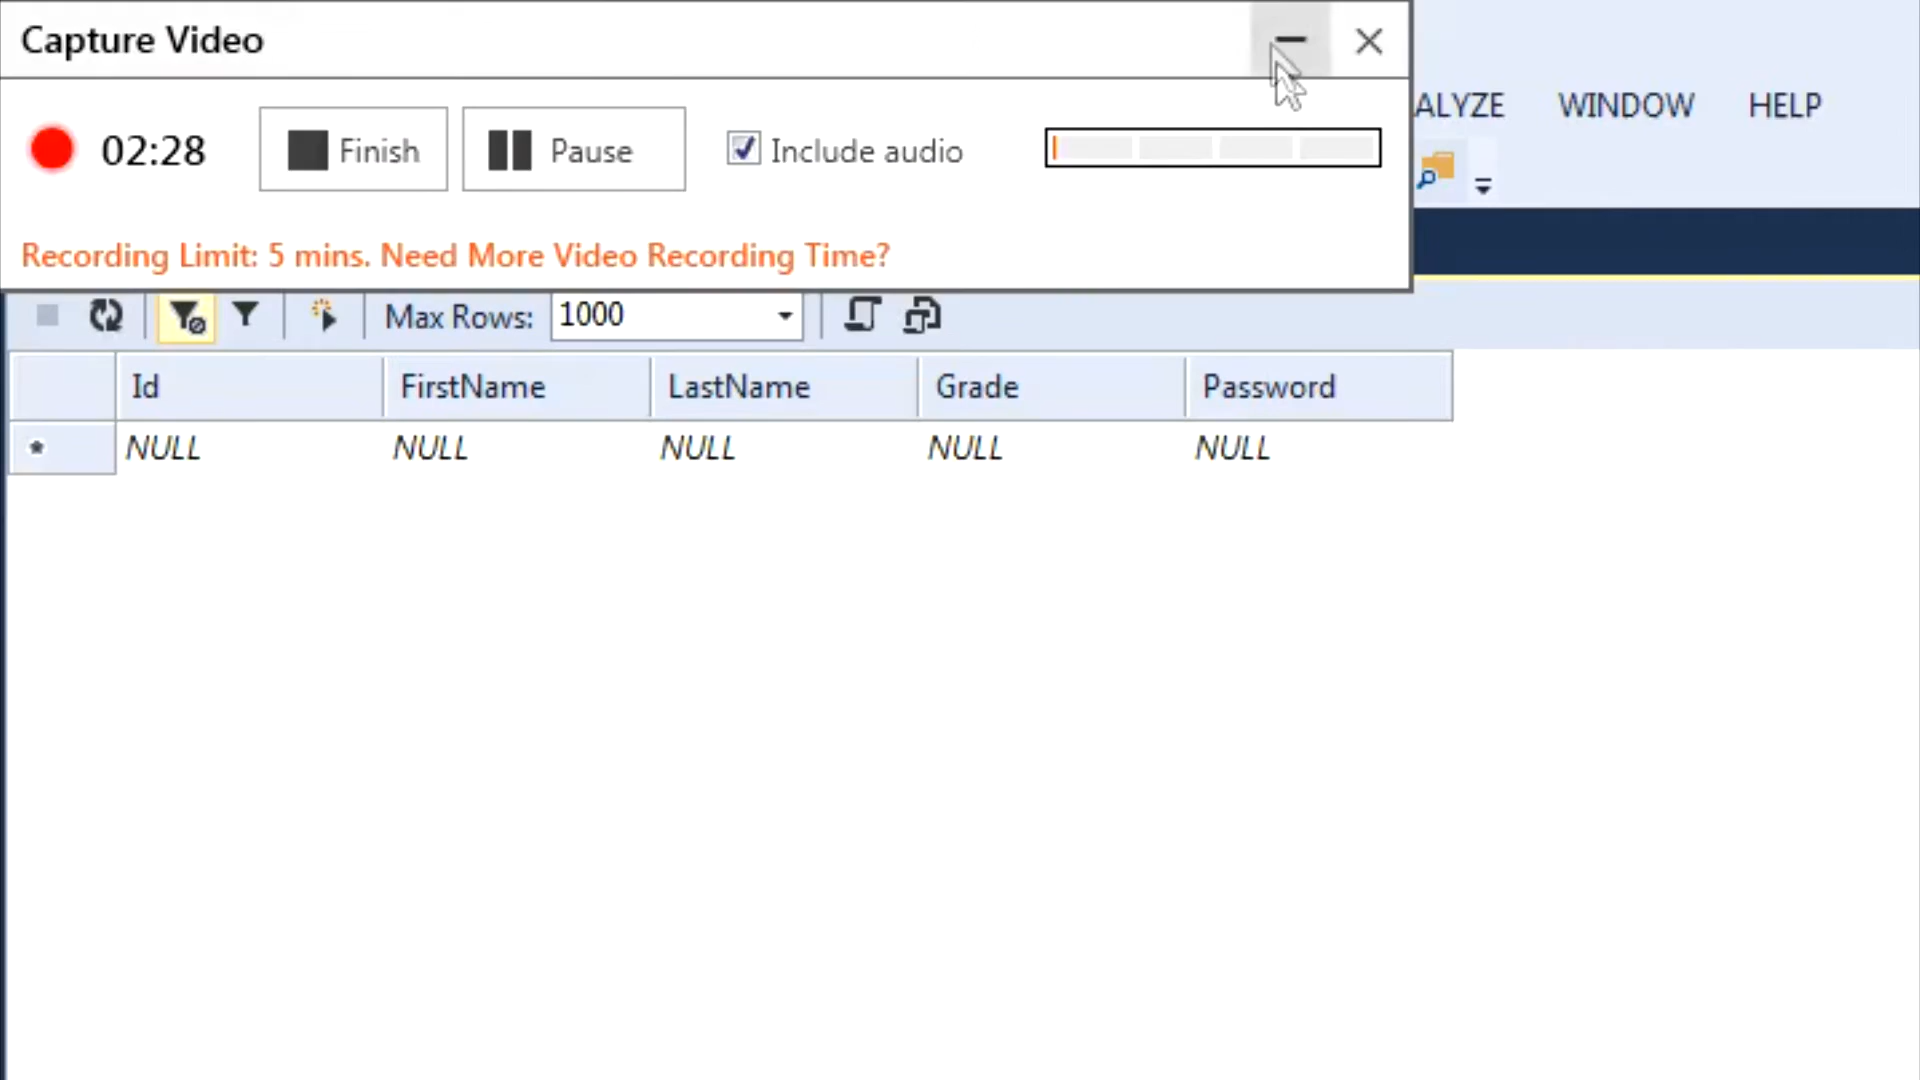 Capture Video
02:28 Finish Pause Include audio
ALYZE WINDOW HELP
Recording Limit: 5 mins. Need More Video Recording Time?
Max Rows: 1000
Id FirstName LastName Grade Password
* NULL NULL NULL NULL NULL